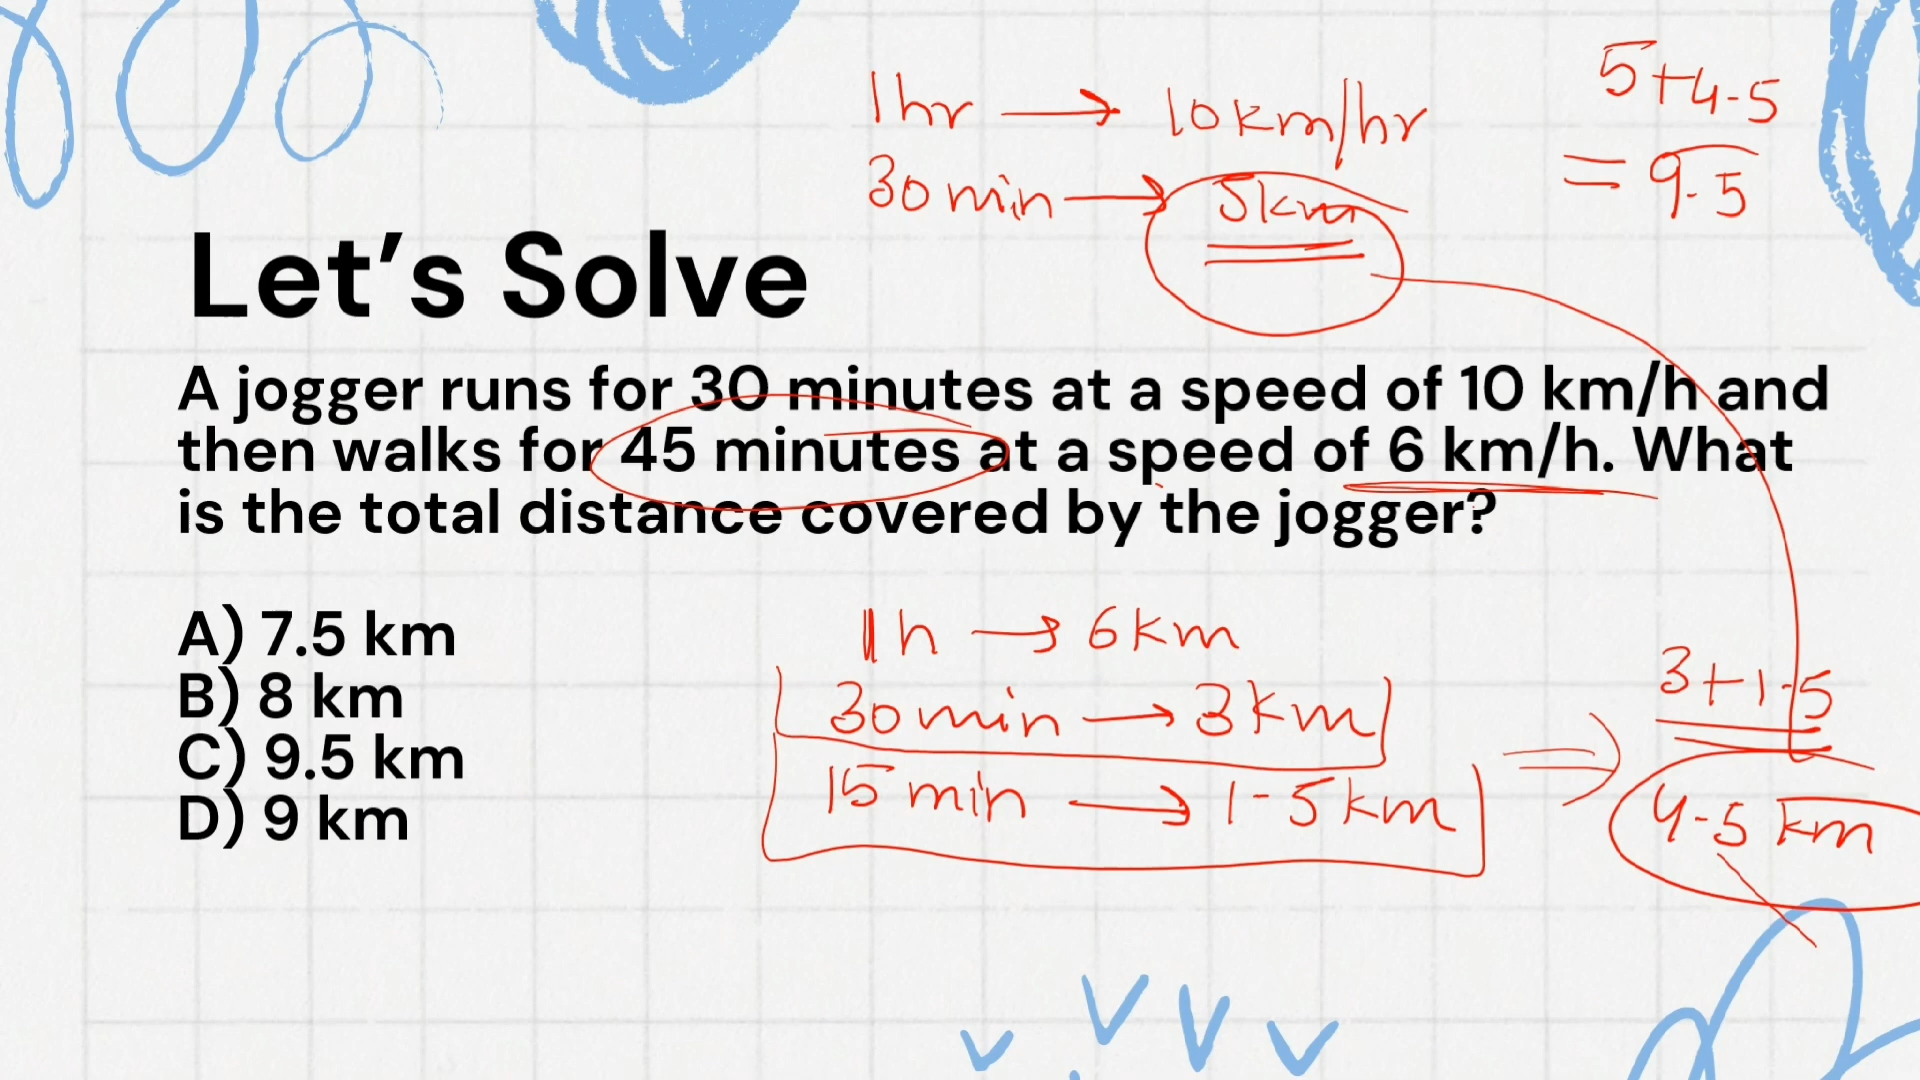 1hr → 10km/hr
30 min → 5km
5+4.5
= 9.5
Let's Solve
A jogger runs for 30 minutes at a speed of 10 km/h and
then walks for 45 minutes at a speed of 6 km/h. What
is the total distance covered by the jogger?
A) 7.5 km
B) 8 km
C) 9.5 km
D) 9 km
1h → 6km
30 min → 3km
15 min → 1.5km
⇒ 3+1.5
4.5 km